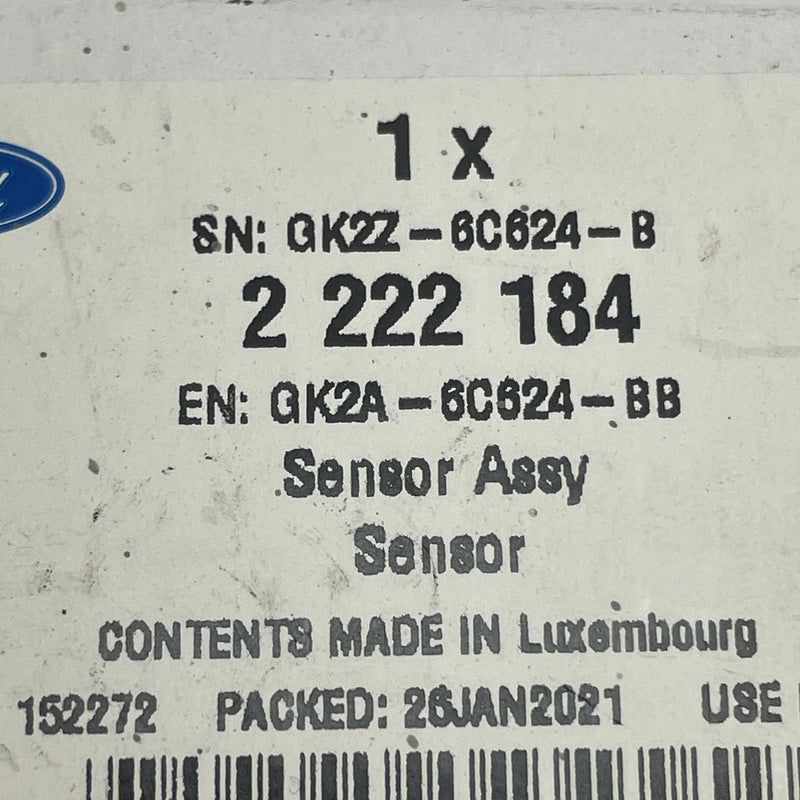 1 x
SN: GK2Z-6C624-B
2 222 184
EN: GK2A-6C624-BB
Sensor Assy
Sensor
CONTENTS MADE IN Luxembourg
152272 PACKED: 26JAN2021 USE